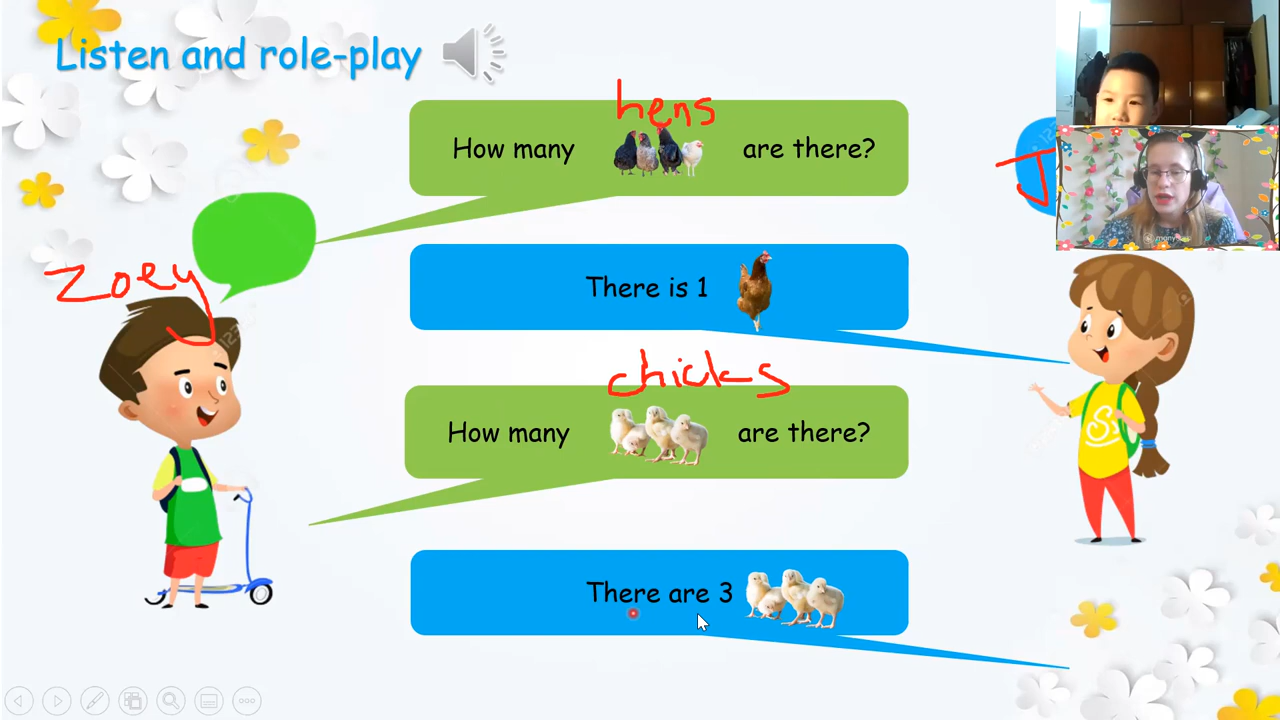 Listen and role-play
hens
How many are there?
J
There is 1
Zoey
chicks
How many are there?
There are 3
S